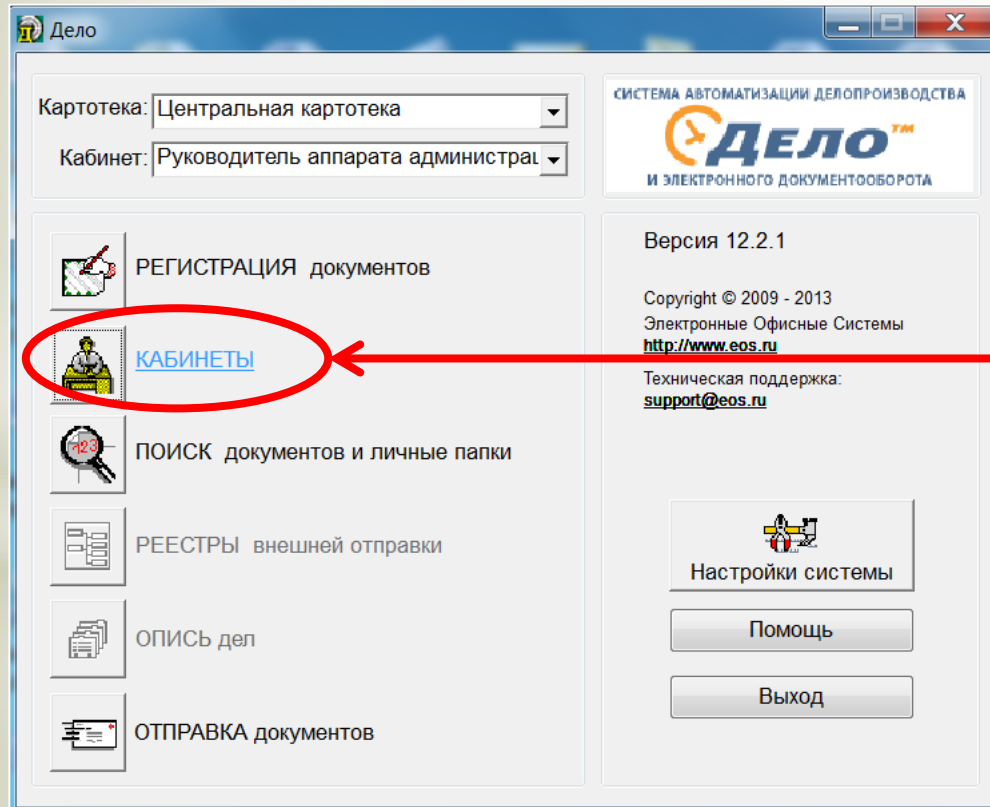 Дело
Картотека: Центральная картотека
Кабинет: Руководитель аппарата администрац
СИСТЕМА АВТОМАТИЗАЦИИ ДЕЛОПРОИЗВОДСТВА
Дело™
И ЭЛЕКТРОННОГО ДОКУМЕНТООБОРОТА
РЕГИСТРАЦИЯ документов
КАБИНЕТЫ
123
ПОИСК документов и личные папки
РЕЕСТРЫ внешней отправки
ОПИСЬ дел
ОТПРАВКА документов
Версия 12.2.1
Copyright © 2009 - 2013
Электронные Офисные Системы
http://www.eos.ru
Техническая поддержка:
support@eos.ru
Настройки системы
Помощь
Выход